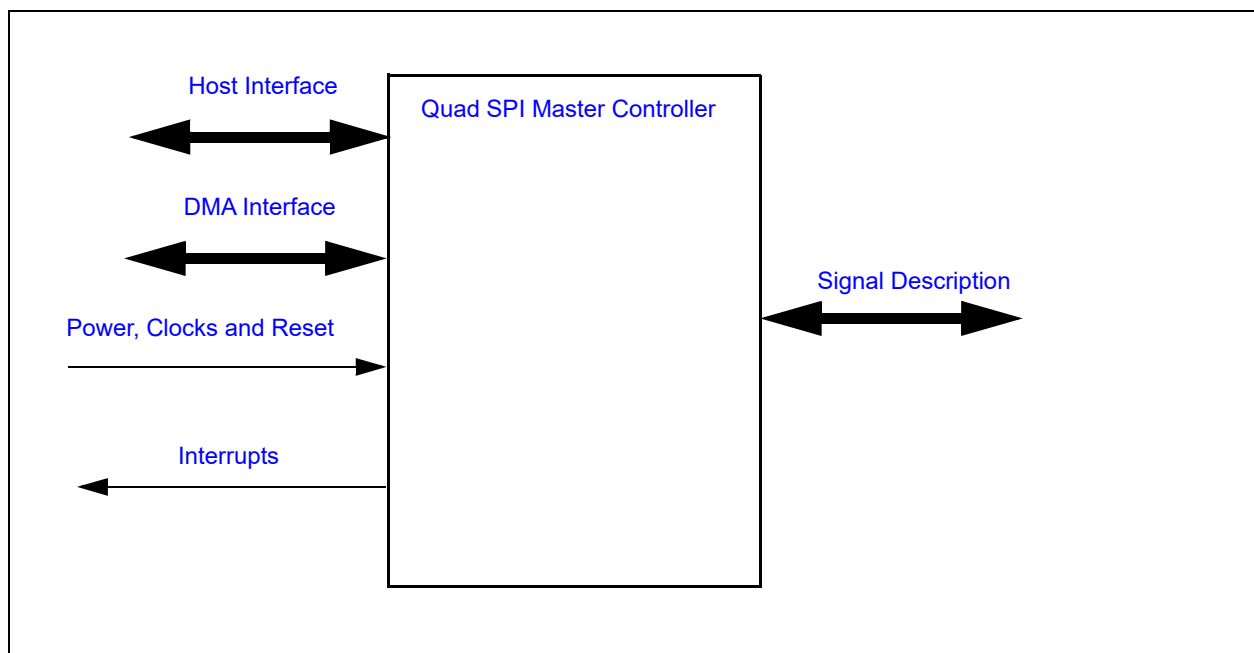 Host Interface
Quad SPI Master Controller
DMA Interface
Signal Description
Power, Clocks and Reset
Interrupts